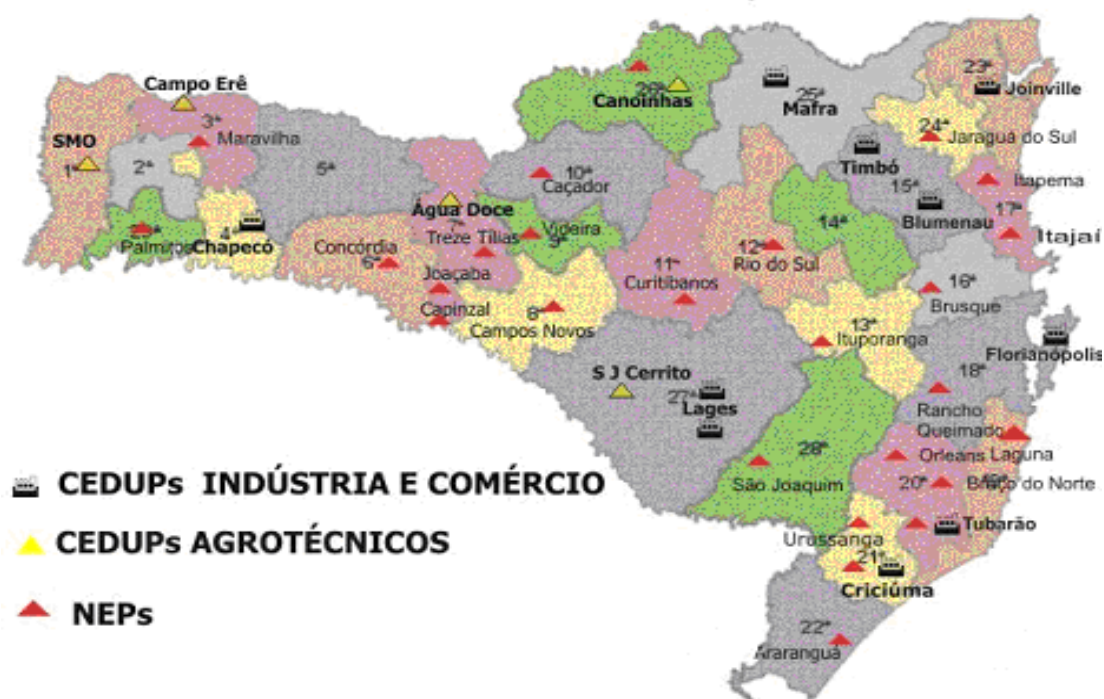 23ª
Joinville
Campo Erê
26ª
Canoinhas
25ª
Mafra
3ª
Maravilha
24ª
Jaraguá do Sul
SMO
1ª
2ª
5ª
10ª
Caçador
Timbó
15ª
Blumenau
Itapema
17ª
Itajaí
Palmitos
4ª
Chapecó
Água Doce
7ª
Treze Tílias
Videira
9ª
14ª
Concórdia
6ª
12ª
Rio do Sul
11ª
Curitibanos
Joaçaba
16ª
Brusque
Capinzal
8ª
Campos Novos
13ª
Ituporanga
Florianópolis
18ª
S J Cerrito
27ª
Lages
Rancho
Queimado
28ª
São Joaquim
Orleans
Laguna
20ª
Braço do Norte
CEDUPs INDÚSTRIA E COMÉRCIO
Tubarão
Urussanga
CEDUPs AGROTÉCNICOS
21ª
Criciúma
NEPs
22ª
Araranguá